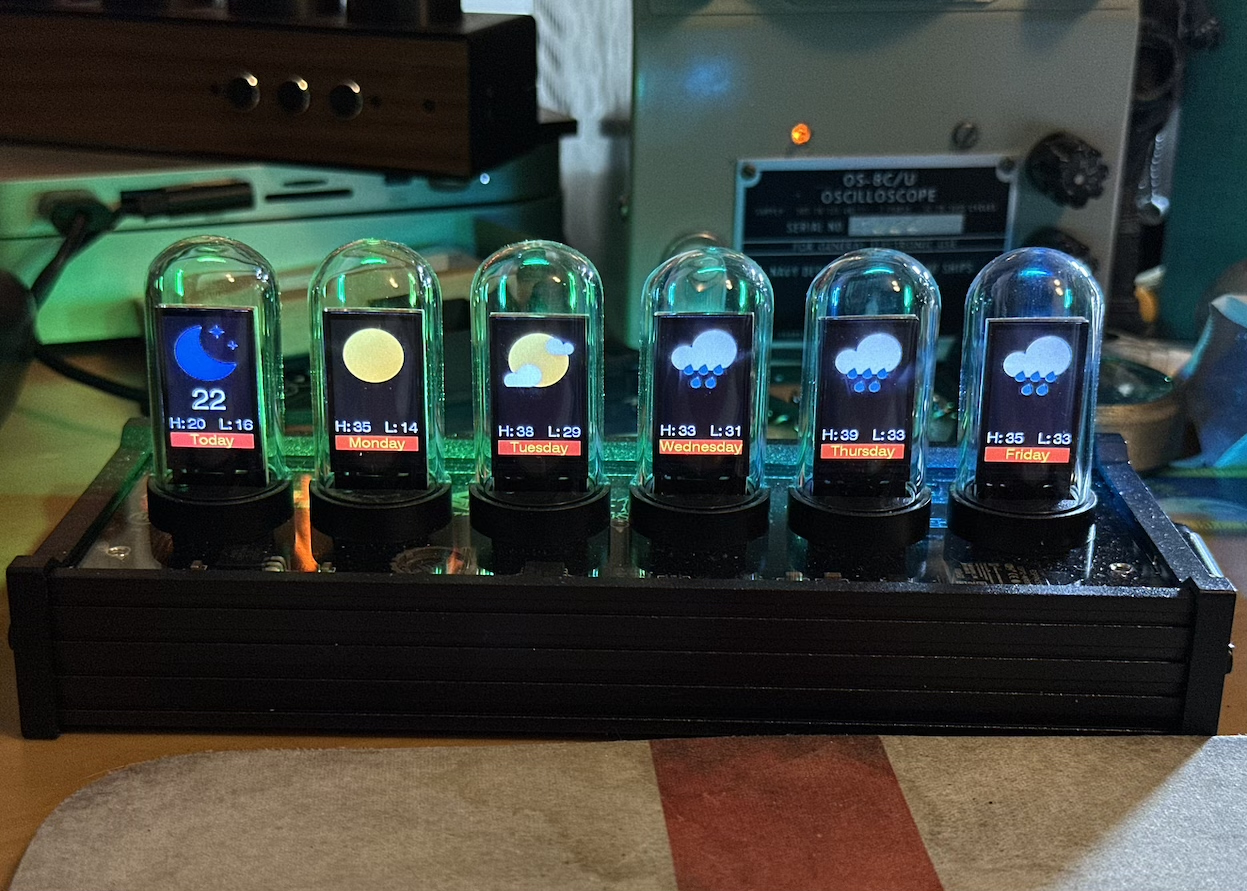 OS-8C/U
OSCILLOSCOPE
SERIAL NO
22
H:20 L:16
Today
H:35 L:14
Monday
H:38 L:29
Tuesday
H:33 L:31
Wednesday
H:39 L:33
Thursday
H:35 L:33
Friday